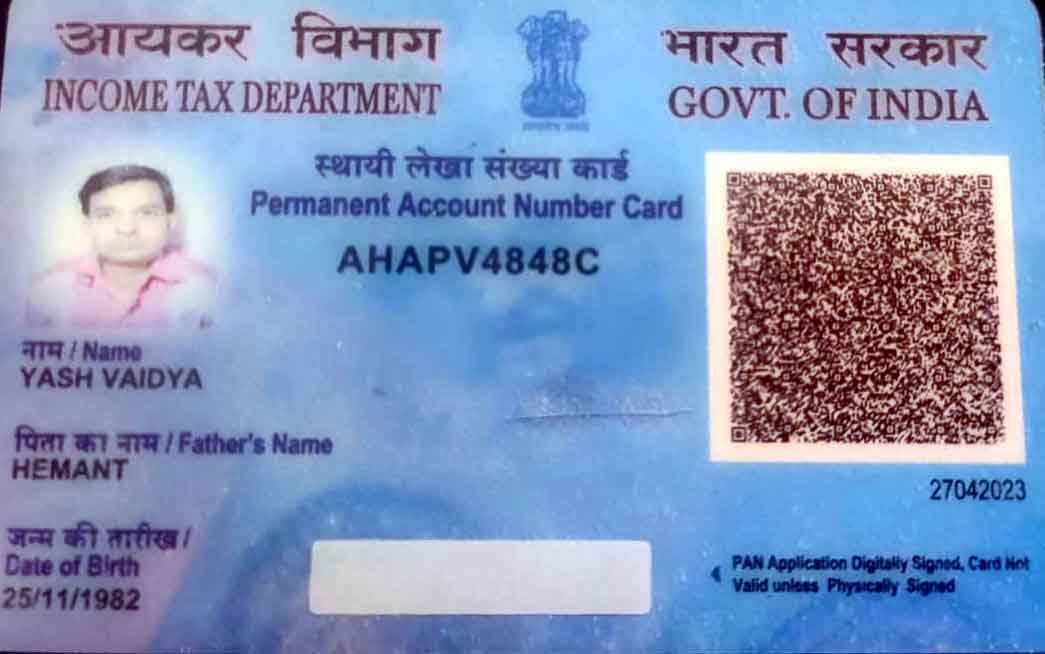 आयकर विभाग
INCOME TAX DEPARTMENT
भारत सरकार
GOVT. OF INDIA
स्थायी लेखा संख्या कार्ड
Permanent Account Number Card
AHAPV4848C
नाम / Name
YASH VAIDYA
पिता का नाम / Father's Name
HEMANT
जन्म की तारीख /
Date of Birth
25/11/1982
27042023
PAN Application Digitally Signed, Card Not
Valid unless Physically Signed